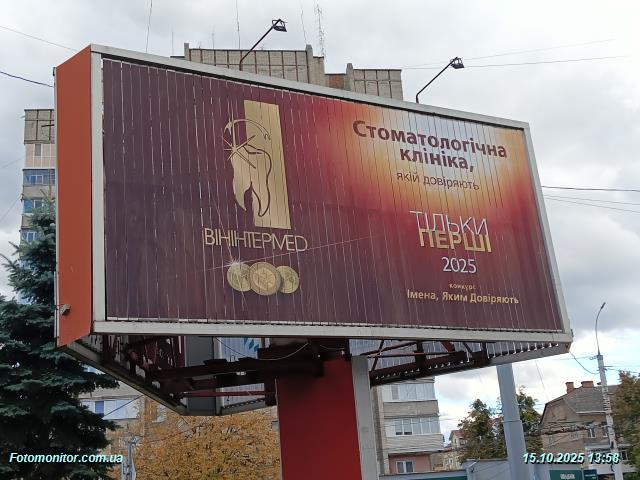 Стоматологічна
клініка,
якій довіряють
ТІЛЬКИ
ПЕРШІ
2025
конкурс
Імена, Яким Довіряють
ВІНІНТЕРМЕD
Fotomonitor.com.ua
15.10.2025 13:58